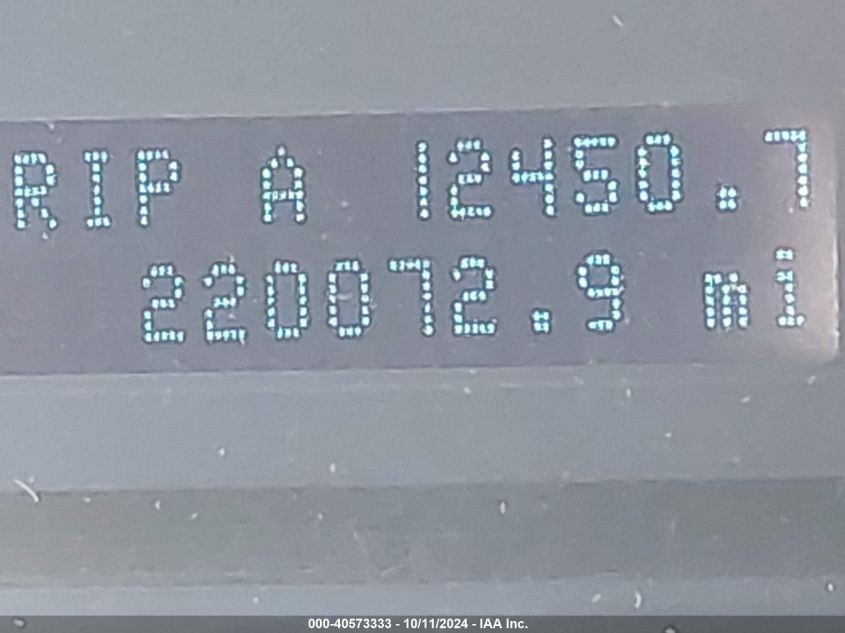 RIP A 12450.7
220072.9 mi
000-40573333 - 10/11/2024 - IAA Inc.